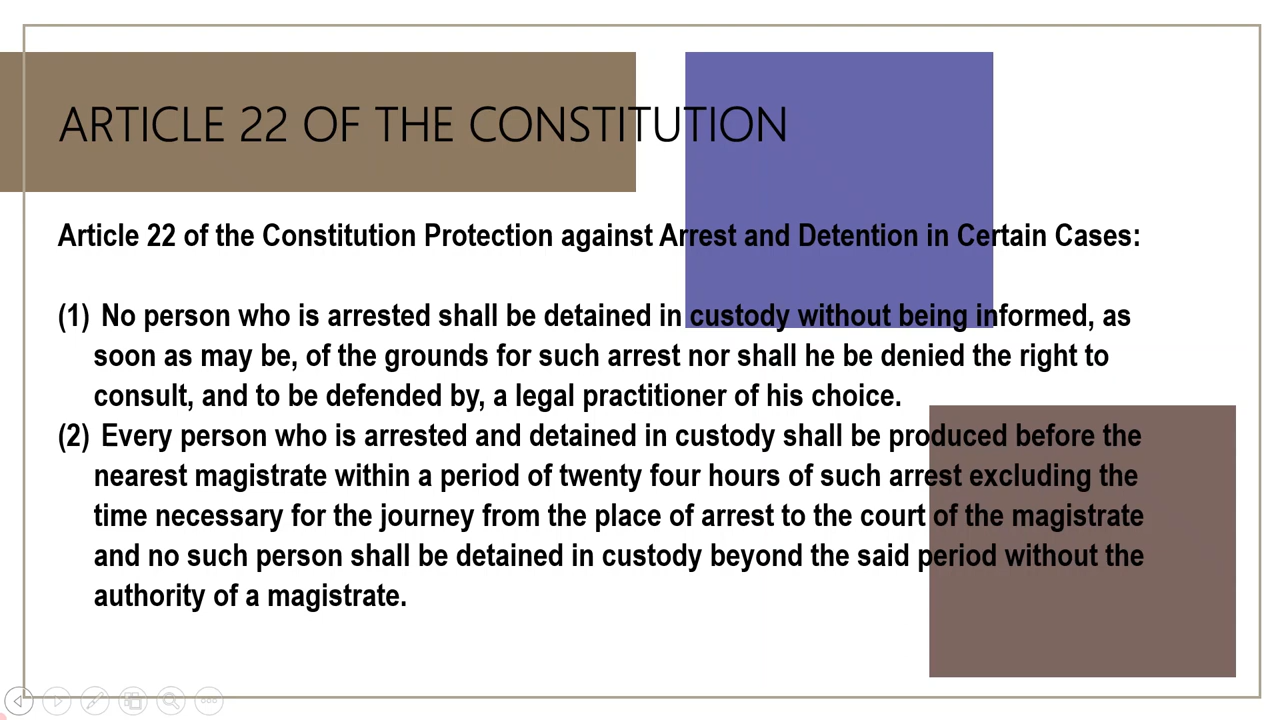 ARTICLE 22 OF THE CONSTITUTION
Article 22 of the Constitution Protection against Arrest and Detention in Certain Cases:
(1) No person who is arrested shall be detained in custody without being informed, as
soon as may be, of the grounds for such arrest nor shall he be denied the right to
consult, and to be defended by, a legal practitioner of his choice.
(2) Every person who is arrested and detained in custody shall be produced before the
nearest magistrate within a period of twenty four hours of such arrest excluding the
time necessary for the journey from the place of arrest to the court of the magistrate
and no such person shall be detained in custody beyond the said period without the
authority of a magistrate.